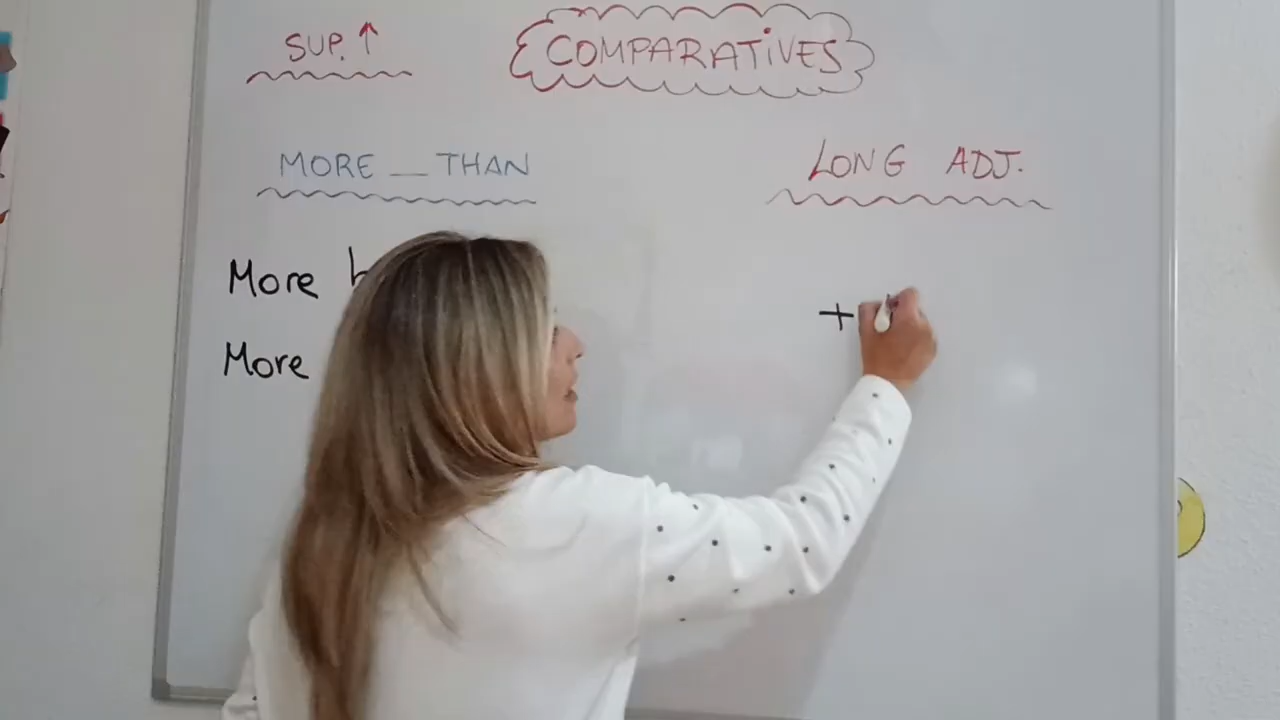 SUP. ↑
COMPARATiVES
MORE __ THAN
LONG ADJ.
More
+
More